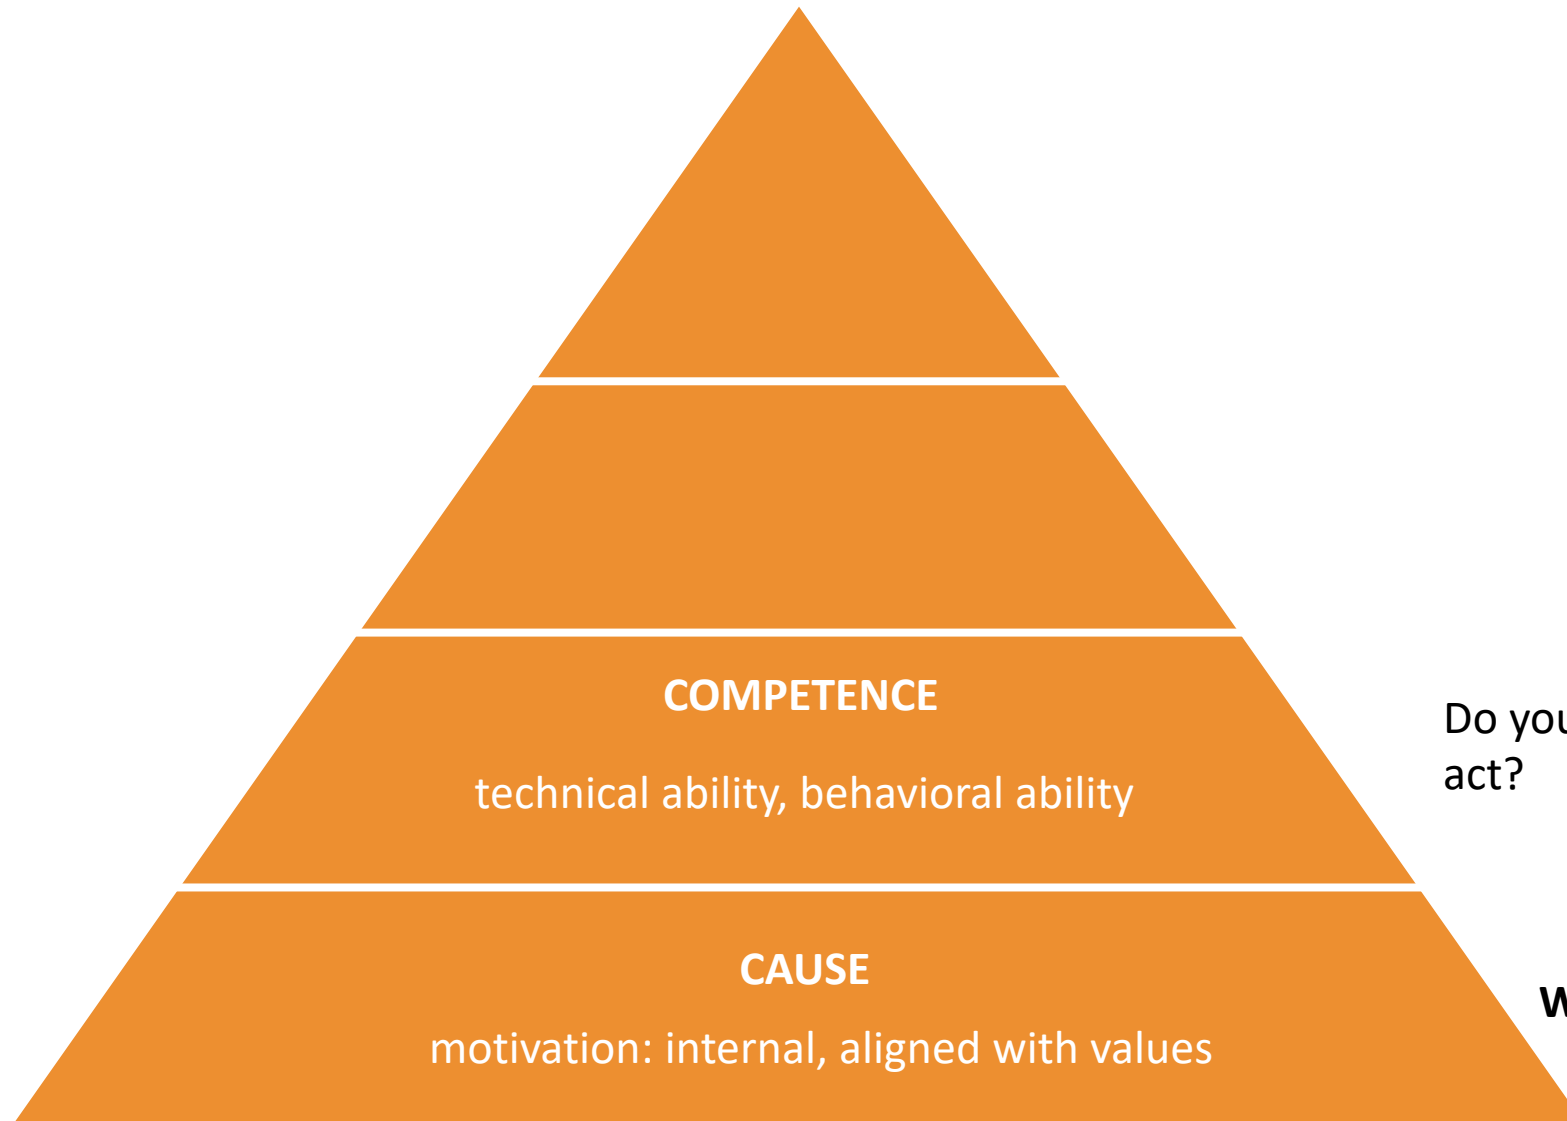 COMPETENCE
technical ability, behavioral ability
Do you
act?
CAUSE
motivation: internal, aligned with values
W